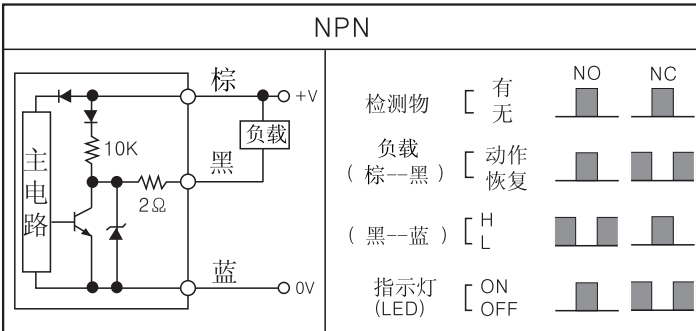 NPN
棕
+V
负载
10K
黑
主电路
2Ω
蓝
0V
NO NC
检测物 有
无
负载
( 棕--黑 ) 动作
恢复
( 黑--蓝 ) H
L
指示灯
(LED) ON
OFF